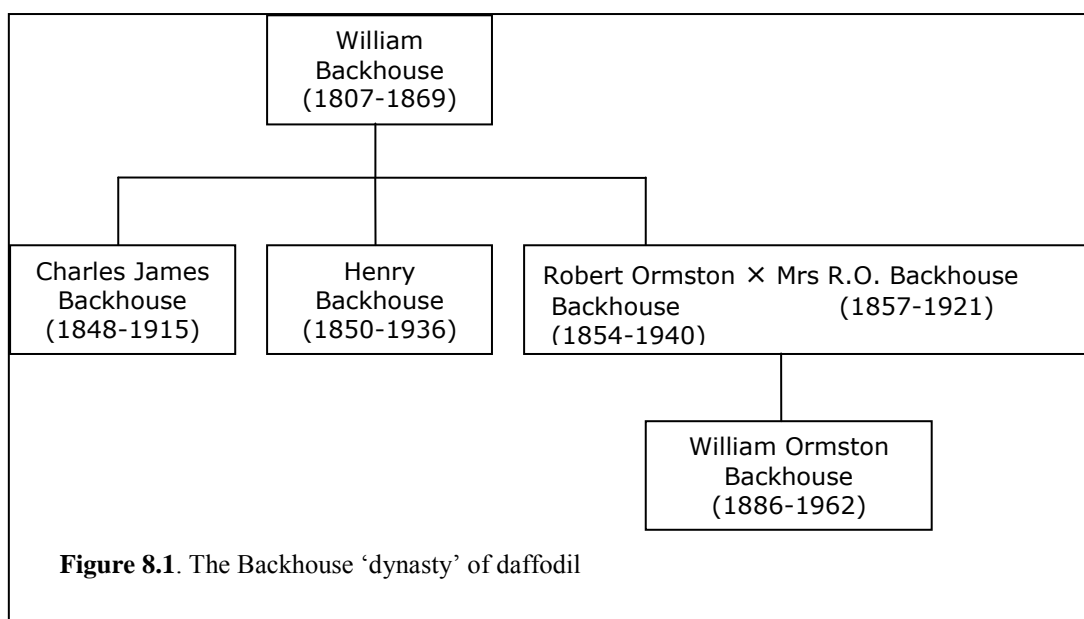 William
Backhouse
(1807-1869)
Charles James
Backhouse
(1848-1915)
Henry
Backhouse
(1850-1936)
Robert Ormston × Mrs R.O. Backhouse
Backhouse (1857-1921)
(1854-1940)
William Ormston
Backhouse
(1886-1962)
Figure 8.1. The Backhouse ‘dynasty’ of daffodil